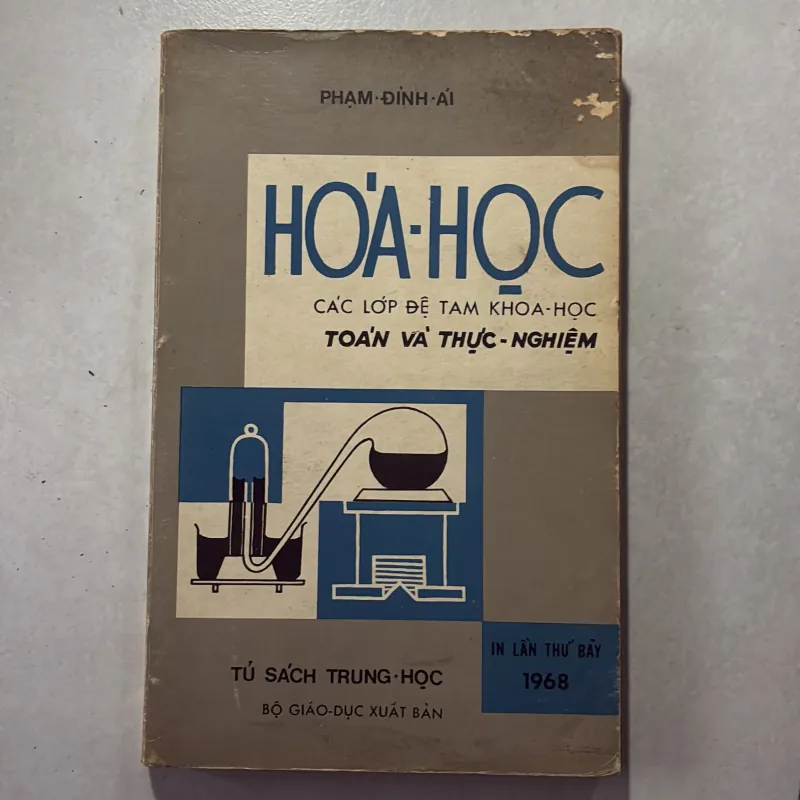 PHẠM·ĐÌNH·ÁI
HÓA-HỌC
CÁC LỚP ĐỆ TAM KHOA-HỌC
TOÁN VÀ THỰC-NGHIỆM
IN LẦN THỨ BẢY
1968
TỦ SÁCH TRUNG·HỌC
BỘ GIÁO-DỤC XUẤT BẢN